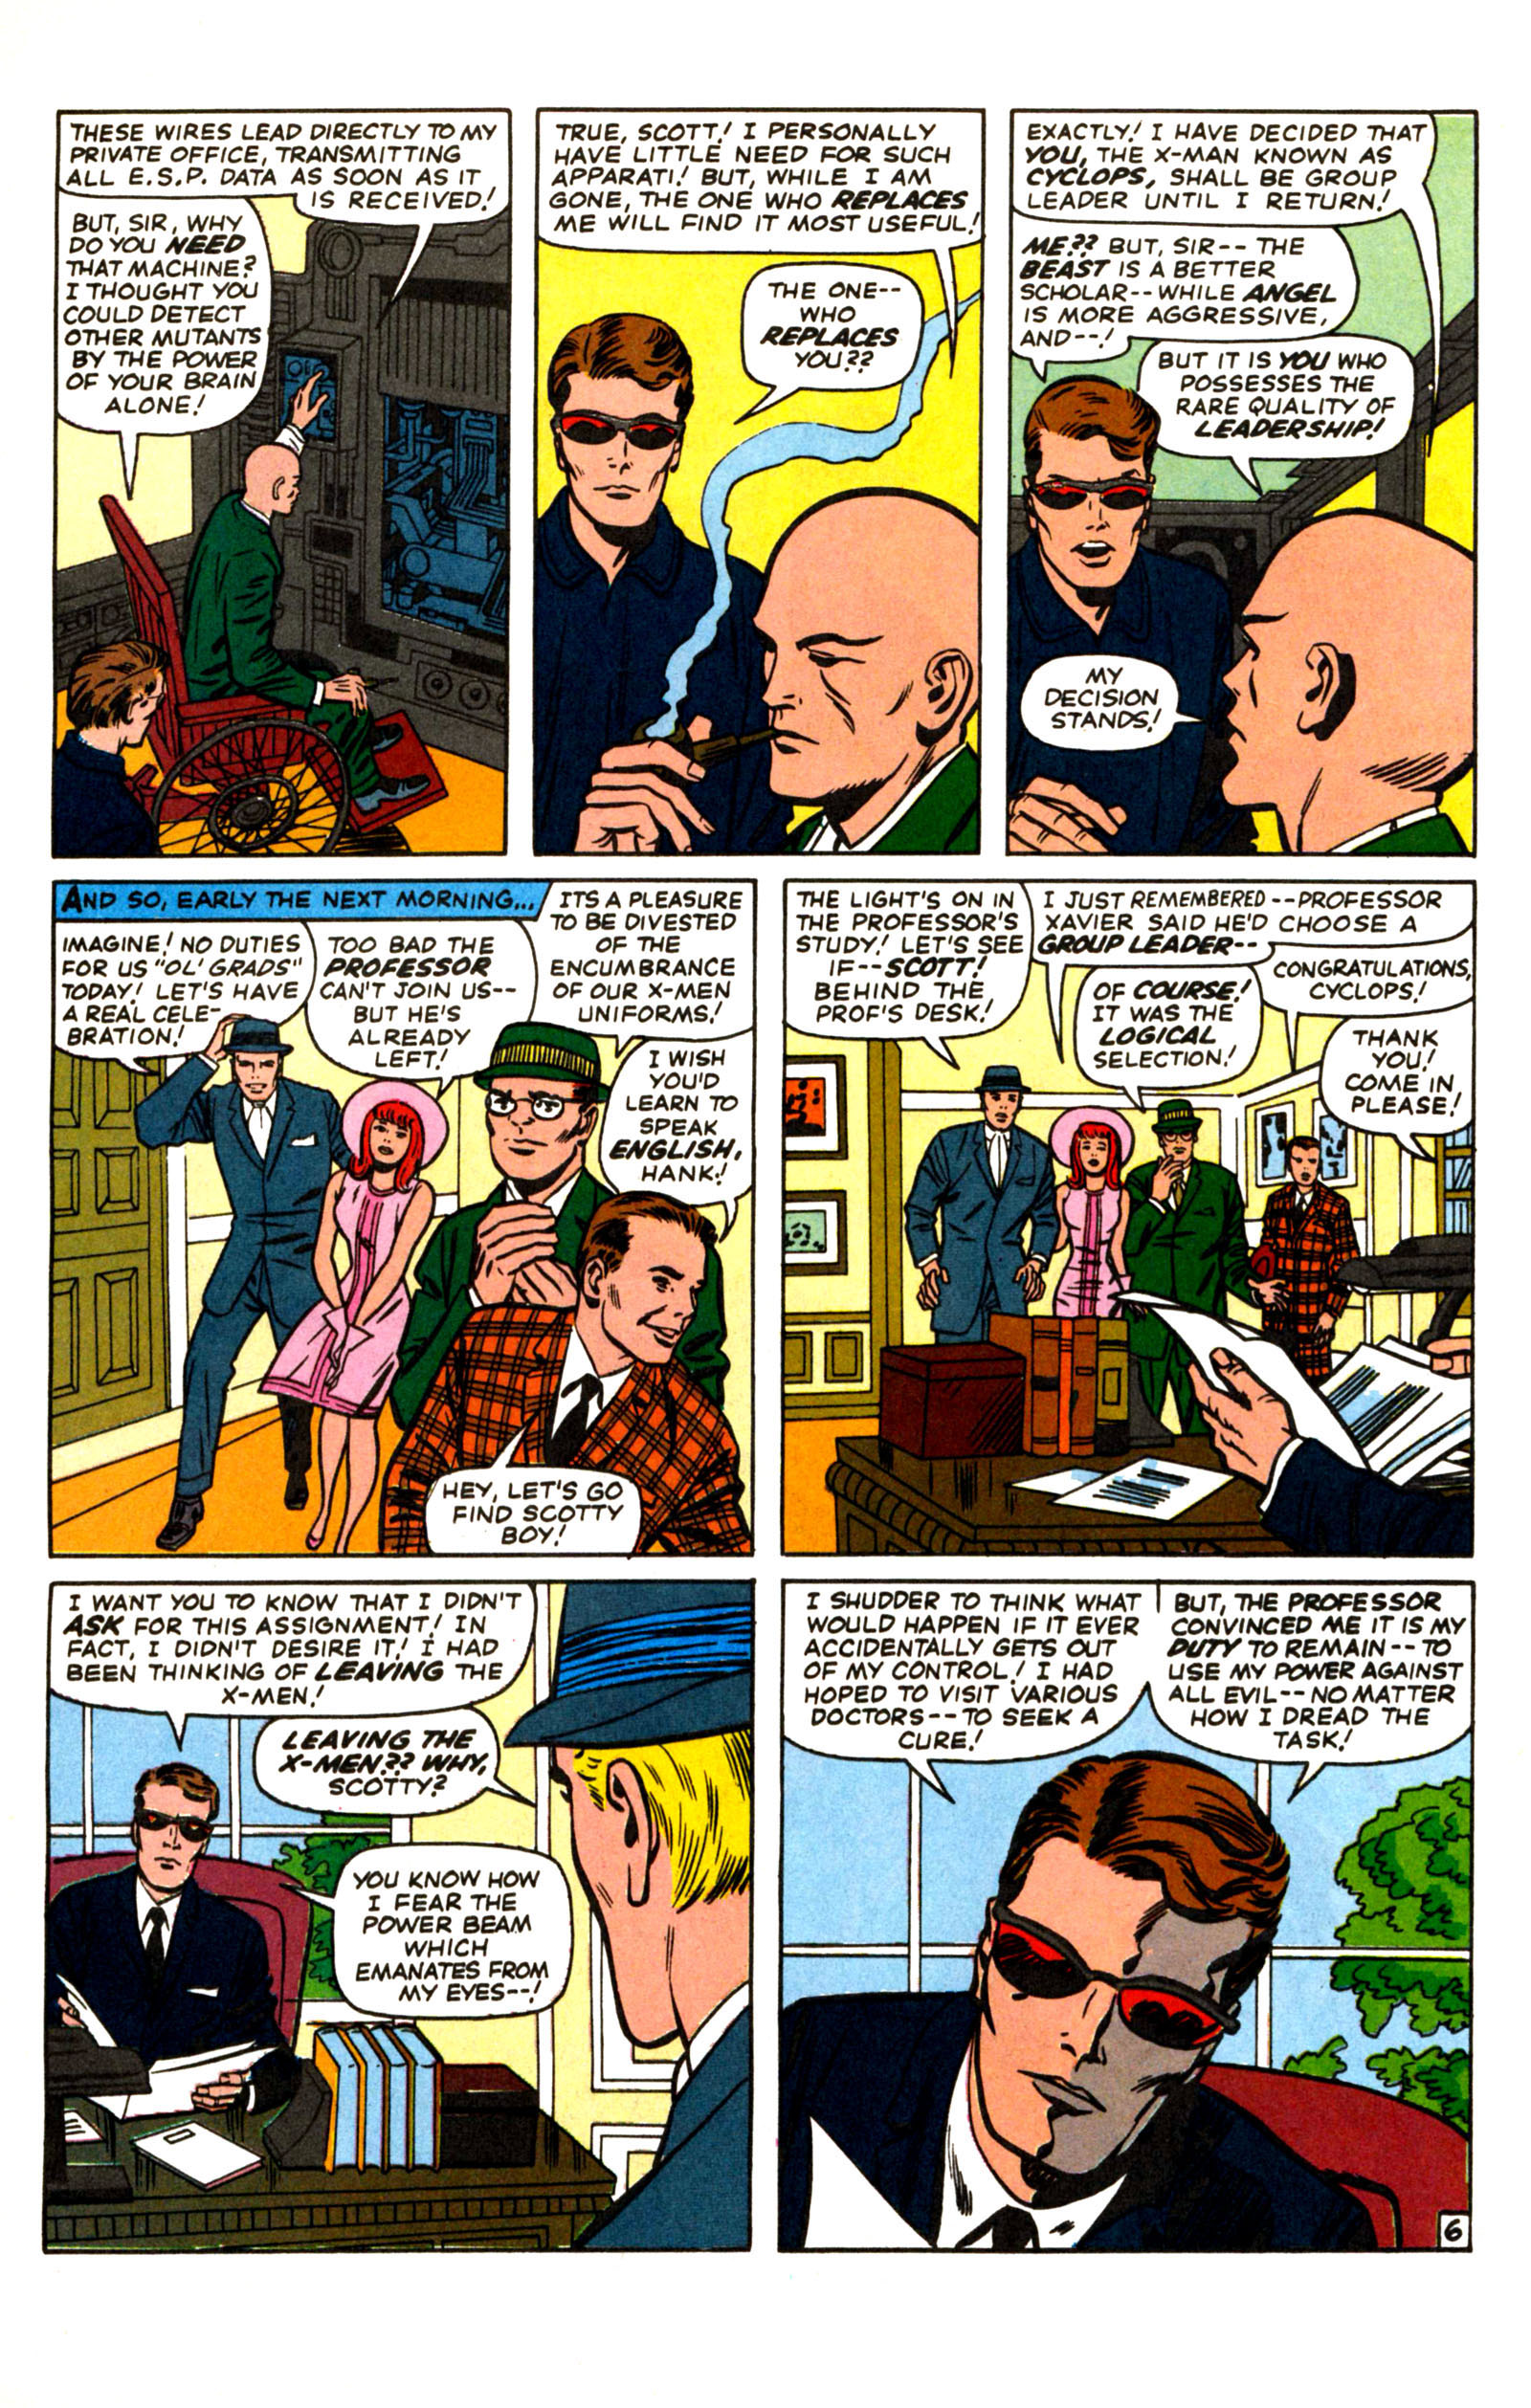 THESE WIRES LEAD DIRECTLY TO MY
PRIVATE OFFICE, TRANSMITTING
ALL E.S.P. DATA AS SOON AS IT
IS RECEIVED!
BUT, SIR, WHY
DO YOU NEED
THAT MACHINE?
I THOUGHT YOU
COULD DETECT
OTHER MUTANTS
BY THE POWER
OF YOUR BRAIN
ALONE!
TRUE, SCOTT! I PERSONALLY
HAVE LITTLE NEED FOR SUCH
APPARATI! BUT, WHILE I AM
GONE, THE ONE WHO REPLACES
ME WILL FIND IT MOST USEFUL!
THE ONE--
WHO
REPLACES
YOU??
EXACTLY! I HAVE DECIDED THAT
YOU, THE X-MAN KNOWN AS
CYCLOPS, SHALL BE GROUP
LEADER UNTIL I RETURN!
ME?? BUT, SIR-- THE
BEAST IS A BETTER
SCHOLAR-- WHILE ANGEL
IS MORE AGGRESSIVE,
AND--!
BUT IT IS YOU WHO
POSSESSES THE
RARE QUALITY OF
LEADERSHIP!
MY
DECISION
STANDS!
AND SO, EARLY THE NEXT MORNING...
IMAGINE! NO DUTIES
FOR US "OL' GRADS"
TODAY! LET'S HAVE
A REAL CELE-
BRATION!
TOO BAD THE
PROFESSOR
CAN'T JOIN US--
BUT HE'S
ALREADY
LEFT!
ITS A PLEASURE
TO BE DIVESTED
OF THE
ENCUMBRANCE
OF OUR X-MEN
UNIFORMS!
I WISH
YOU'D
LEARN TO
SPEAK
ENGLISH,
HANK!
HEY, LET'S GO
FIND SCOTTY
BOY!
THE LIGHT'S ON IN
THE PROFESSOR'S
STUDY! LET'S SEE
IF-- SCOTT!
BEHIND THE
PROF'S DESK!
I JUST REMEMBERED --PROFESSOR
XAVIER SAID HE'D CHOOSE A
GROUP LEADER--
OF COURSE!
IT WAS THE
LOGICAL
SELECTION!
CONGRATULATIONS,
CYCLOPS!
THANK
YOU!
COME IN,
PLEASE!
I WANT YOU TO KNOW THAT I DIDN'T
ASK FOR THIS ASSIGNMENT! IN
FACT, I DIDN'T DESIRE IT! I HAD
BEEN THINKING OF LEAVING THE
X-MEN!
LEAVING THE
X-MEN?? WHY,
SCOTTY?
YOU KNOW HOW
I FEAR THE
POWER BEAM
WHICH
EMANATES FROM
MY EYES--!
I SHUDDER TO THINK WHAT
WOULD HAPPEN IF IT EVER
ACCIDENTALLY GETS OUT
OF MY CONTROL! I HAD
HOPED TO VISIT VARIOUS
DOCTORS-- TO SEEK A
CURE!
BUT, THE PROFESSOR
CONVINCED ME IT IS MY
DUTY TO REMAIN-- TO
USE MY POWER AGAINST
ALL EVIL-- NO MATTER
HOW I DREAD THE
TASK!
6